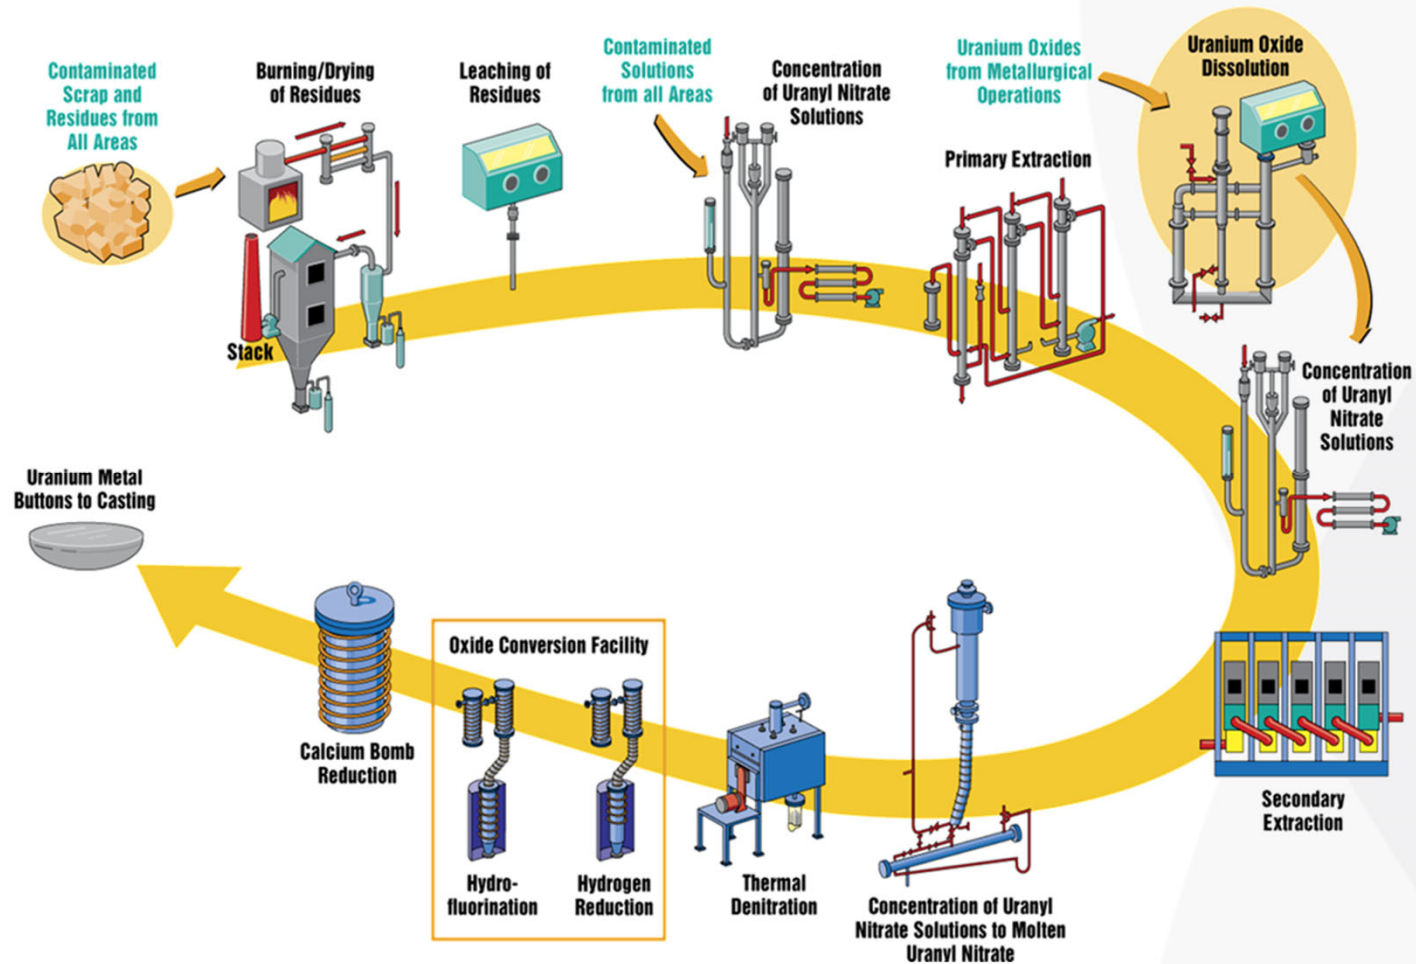 Contaminated
Scrap and
Residues from
All Areas
Burning/Drying
of Residues
Stack
Leaching of
Residues
Contaminated
Solutions
from all Areas
Concentration
of Uranyl Nitrate
Solutions
Uranium Oxides
from Metallurgical
Operations
Primary Extraction
Uranium Oxide
Dissolution
Concentration
of Uranyl
Nitrate
Solutions
Secondary
Extraction
Concentration of Uranyl
Nitrate Solutions to Molten
Uranyl Nitrate
Thermal
Denitration
Oxide Conversion Facility
Hydrogen
Reduction
Hydro-
fluorination
Calcium Bomb
Reduction
Uranium Metal
Buttons to Casting